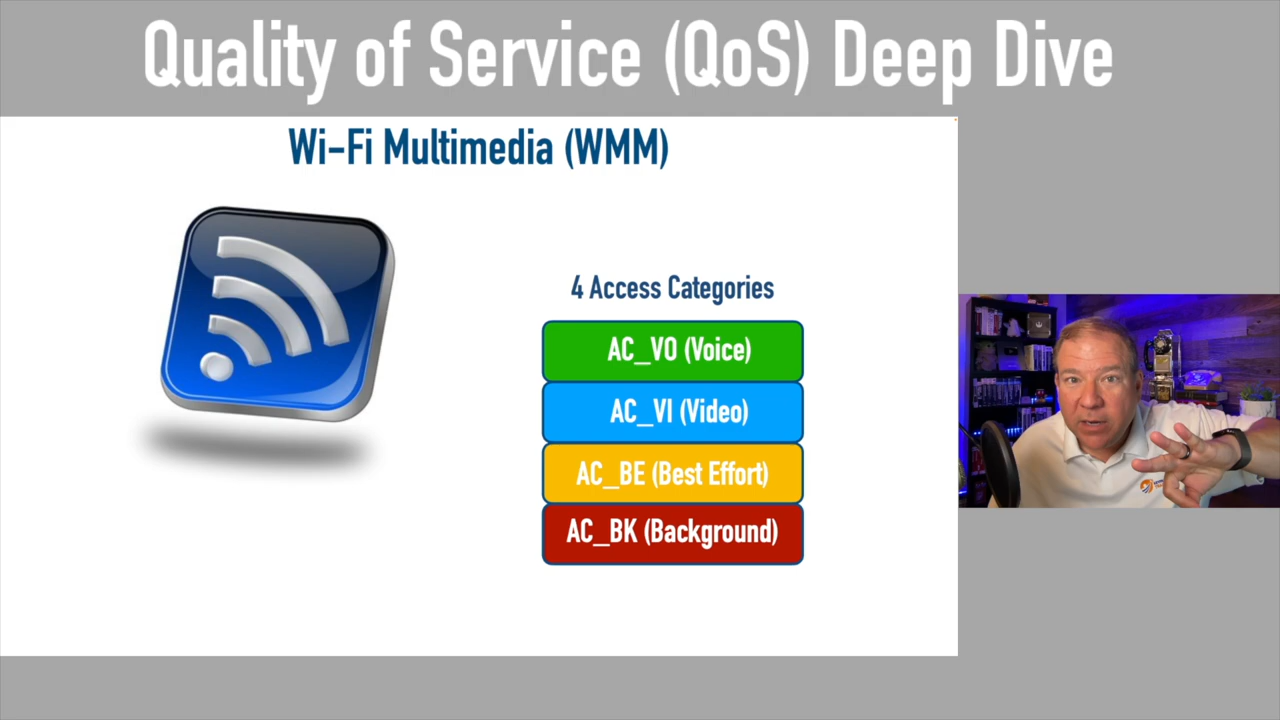 Quality of Service (QoS) Deep Dive
Wi-Fi Multimedia (WMM)
4 Access Categories
AC_VO (Voice)
AC_VI (Video)
AC_BE (Best Effort)
AC_BK (Background)